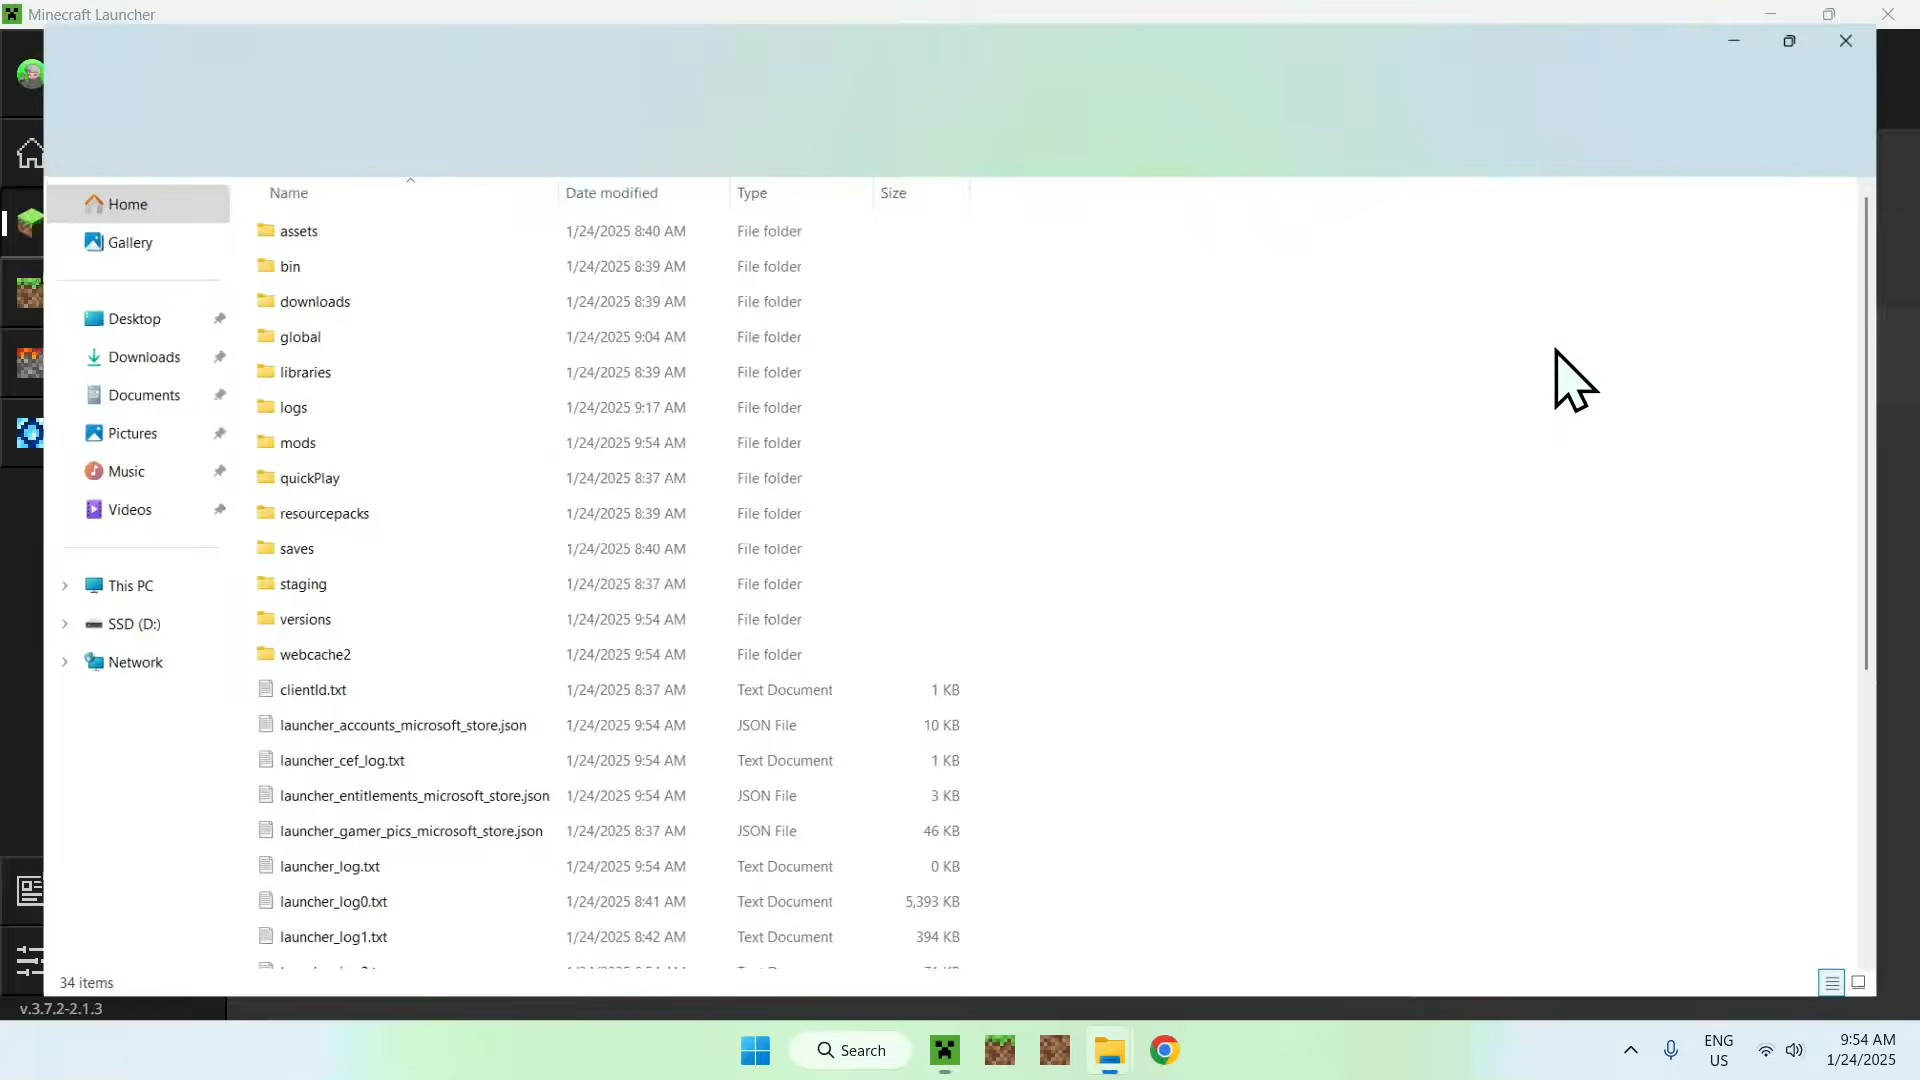 Minecraft Launcher
Name Date modified Type Size
Home
Gallery
Desktop
Downloads
Documents
Pictures
Music
Videos
This PC
SSD (D:)
Network
assets 1/24/2025 8:40 AM File folder
bin 1/24/2025 8:39 AM File folder
downloads 1/24/2025 8:39 AM File folder
global 1/24/2025 9:04 AM File folder
libraries 1/24/2025 8:39 AM File folder
logs 1/24/2025 9:17 AM File folder
mods 1/24/2025 9:54 AM File folder
quickPlay 1/24/2025 8:37 AM File folder
resourcepacks 1/24/2025 8:39 AM File folder
saves 1/24/2025 8:40 AM File folder
staging 1/24/2025 8:37 AM File folder
versions 1/24/2025 9:54 AM File folder
webcache2 1/24/2025 9:54 AM File folder
clientId.txt 1/24/2025 8:37 AM Text Document 1 KB
launcher_accounts_microsoft_store.json 1/24/2025 9:54 AM JSON File 10 KB
launcher_cef_log.txt 1/24/2025 9:54 AM Text Document 1 KB
launcher_entitlements_microsoft_store.json 1/24/2025 9:54 AM JSON File 3 KB
launcher_gamer_pics_microsoft_store.json 1/24/2025 8:37 AM JSON File 46 KB
launcher_log.txt 1/24/2025 9:54 AM Text Document 0 KB
launcher_log0.txt 1/24/2025 8:41 AM Text Document 5,393 KB
launcher_log1.txt 1/24/2025 8:42 AM Text Document 394 KB
34 items
v.3.7.2-2.1.3
Search
ENG
US
9:54 AM
1/24/2025